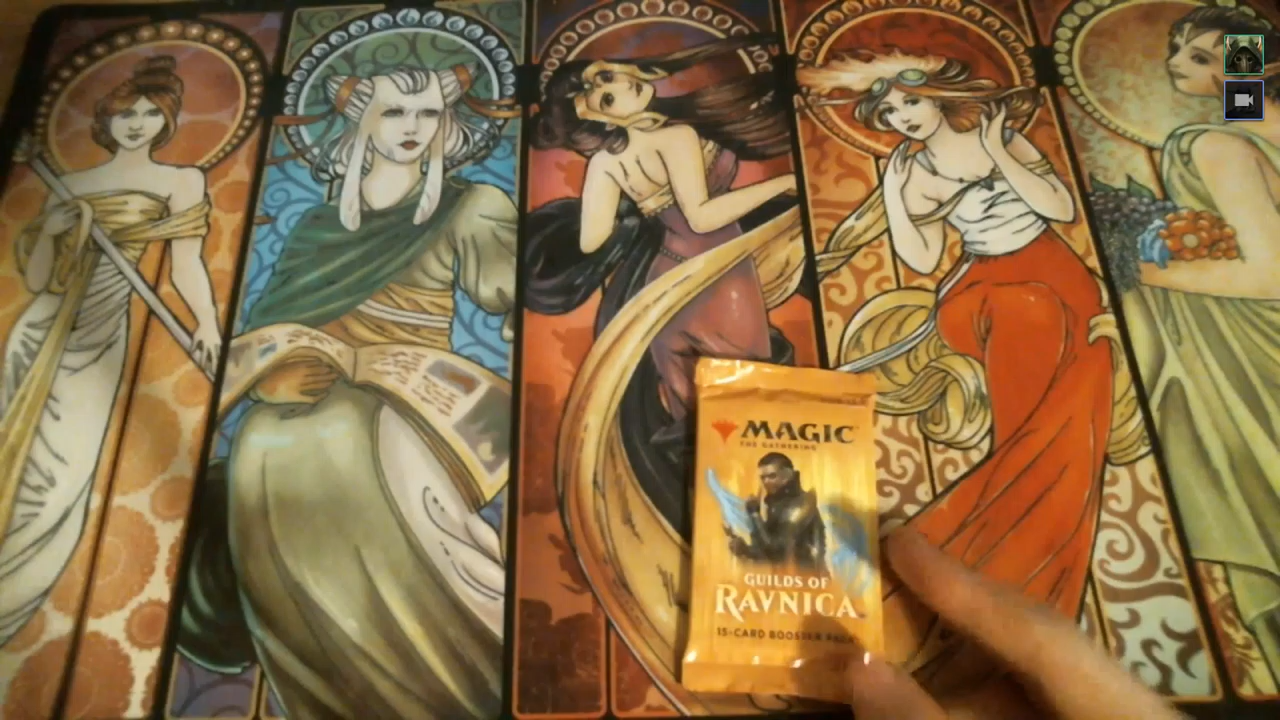 MAGIC
THE GATHERING
GUILDS OF
RAVNICA
15-CARD BOOSTER PACK